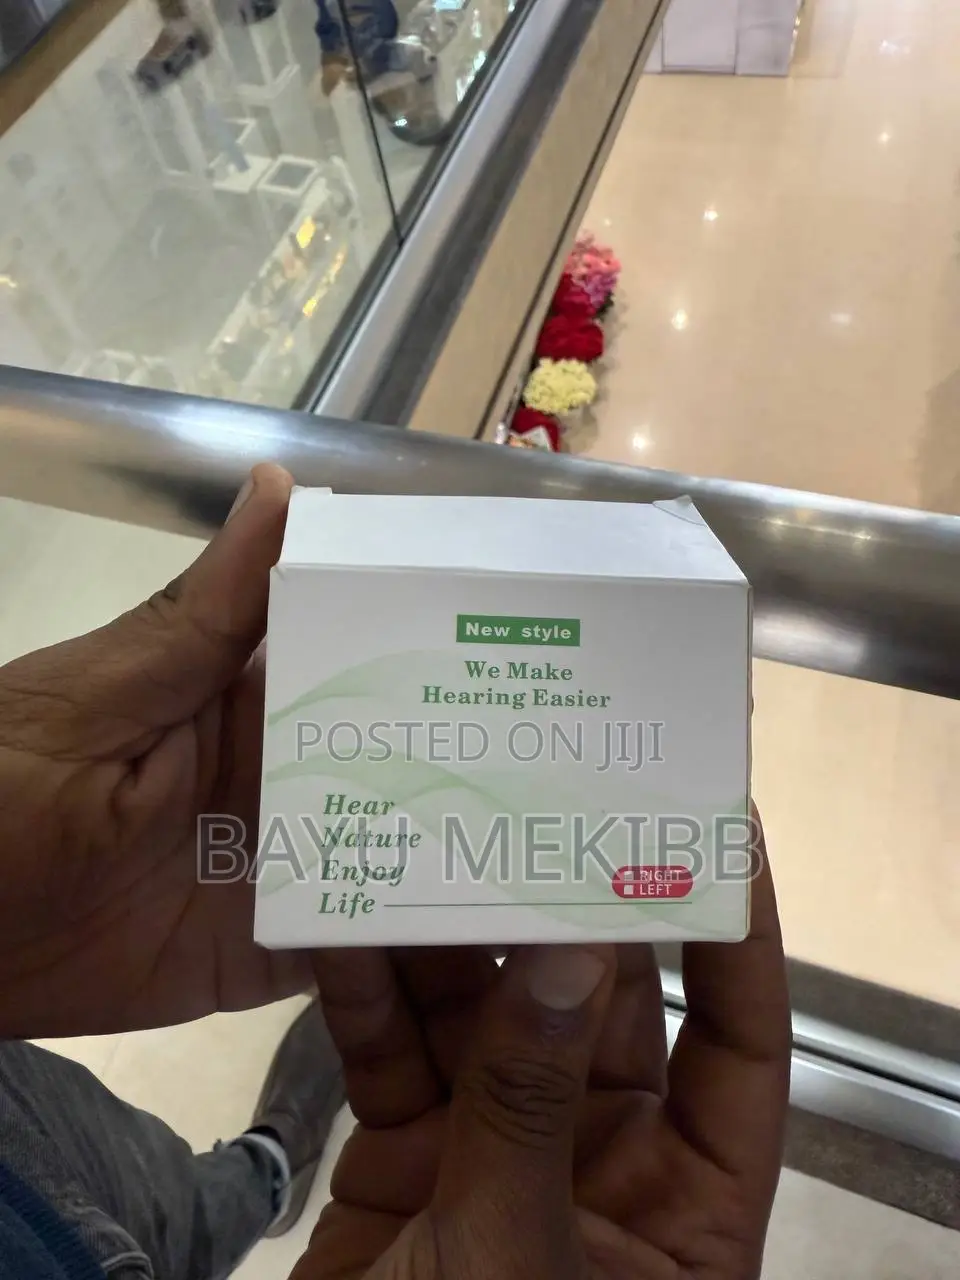 New style
We Make
Hearing Easier
POSTED ON JIJI
Hear
BAYU MEKIBB
Nature
Enjoy
RIGHT
LEFT
Life